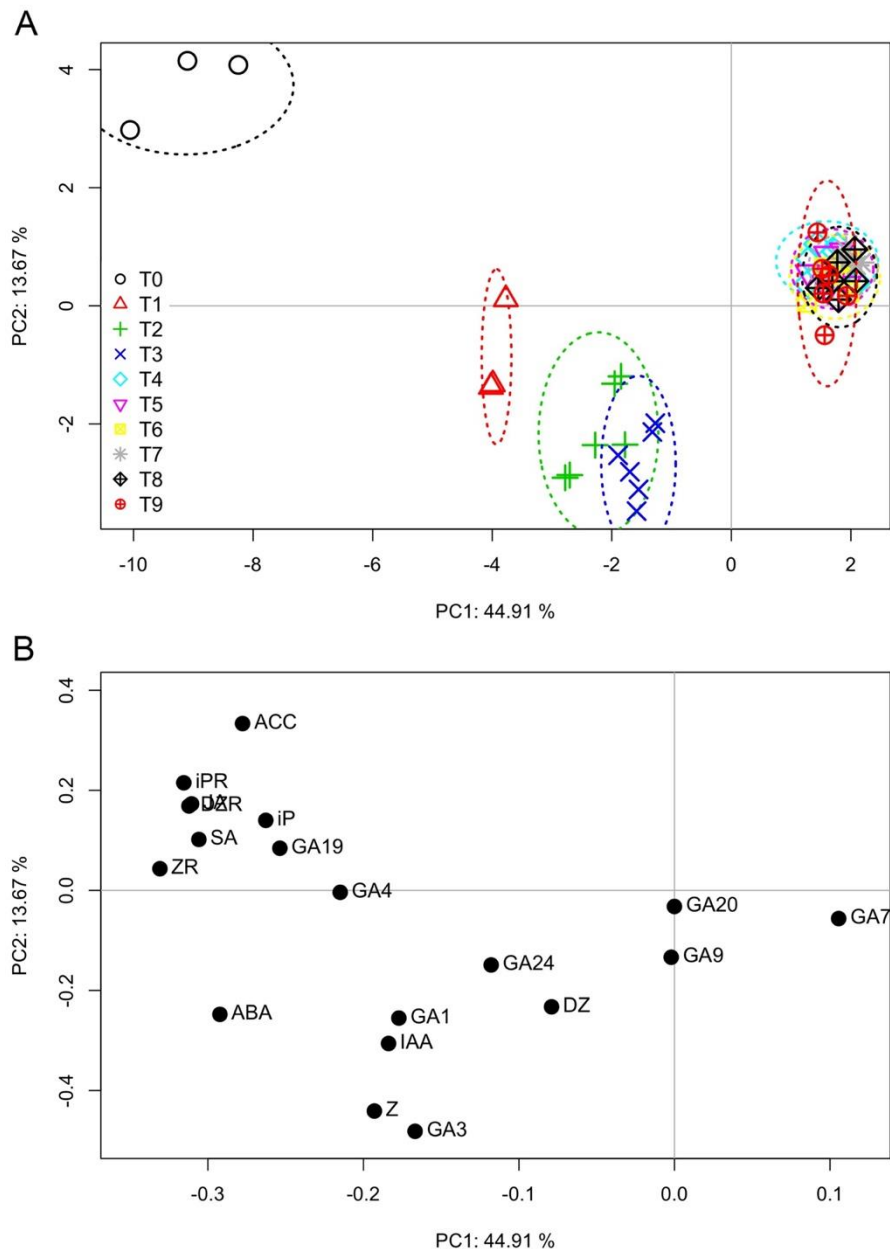 A
PC2: 13.67 %
4
2
0
-2
T0
T1
T2
T3
T4
T5
T6
T7
T8
T9
-10 -8 -6 -4 -2 0 2
PC1: 44.91 %
B
PC2: 13.67 %
0.4
0.2
0.0
-0.2
-0.4
ACC
iPR
DZR
iP
SA
GA19
ZR
GA4
GA20
GA7
GA9
GA24
ABA
DZ
GA1
IAA
Z
GA3
-0.3 -0.2 -0.1 0.0 0.1
PC1: 44.91 %